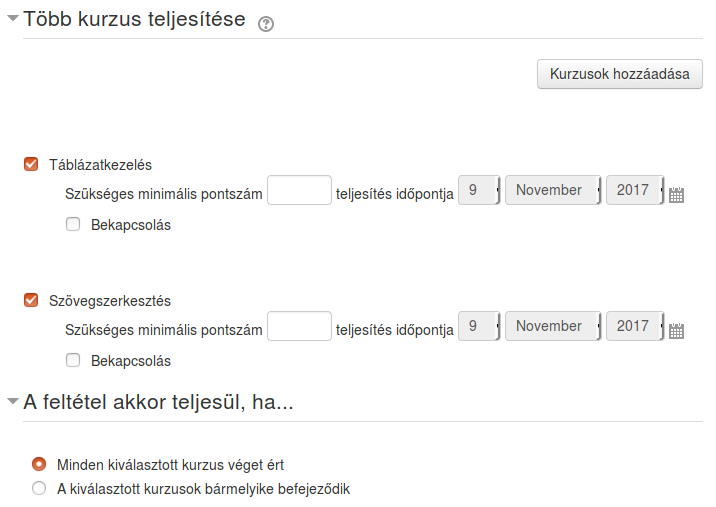 Több kurzus teljesítése
Kurzusok hozzáadása
Táblázatkezelés
Szükséges minimális pontszám teljesítés időpontja 9 November 2017
Bekapcsolás
Szövegszerkesztés
Szükséges minimális pontszám teljesítés időpontja 9 November 2017
Bekapcsolás
A feltétel akkor teljesül, ha...
Minden kiválasztott kurzus véget ért
A kiválasztott kurzusok bármelyike befejeződik